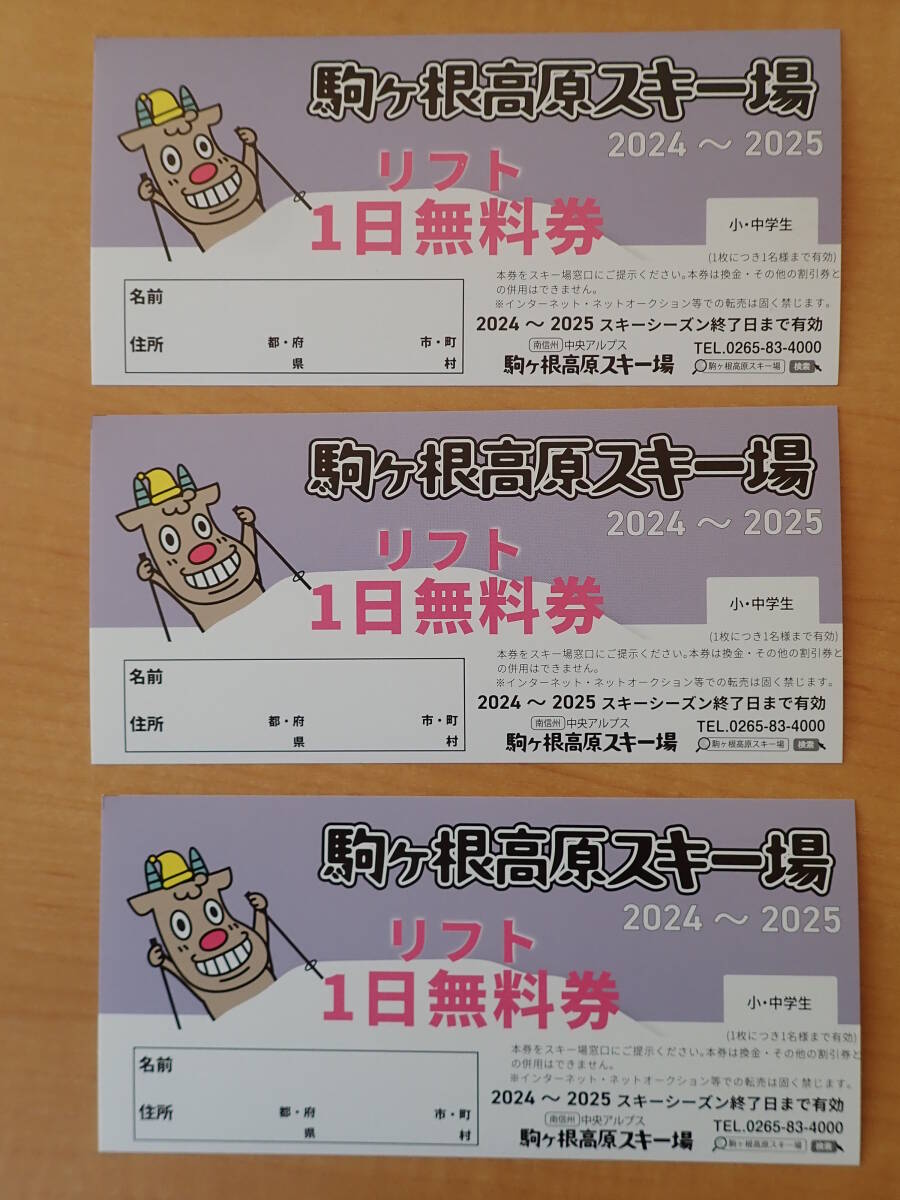 駒ヶ根高原スキー場
2024 〜 2025
リフト
1日無料券
小・中学生
(1枚につき1名様まで有効)
本券をスキー場窓口にご提示ください。本券は換金・その他の割引券と
の併用はできません。
※インターネット・ネットオークション等での転売は固く禁じます。
名前
住所 都・府 市・町
県 村
2024 〜 2025 スキーシーズン終了日まで有効
南信州 中央アルプス TEL.0265-83-4000
駒ヶ根高原スキー場 駒ヶ根高原スキー場 検索
駒ヶ根高原スキー場
2024 〜 2025
リフト
1日無料券
小・中学生
(1枚につき1名様まで有効)
本券をスキー場窓口にご提示ください。本券は換金・その他の割引券と
の併用はできません。
※インターネット・ネットオークション等での転売は固く禁じます。
名前
住所 都・府 市・町
県 村
2024 〜 2025 スキーシーズン終了日まで有効
南信州 中央アルプス TEL.0265-83-4000
駒ヶ根高原スキー場 駒ヶ根高原スキー場 検索
駒ヶ根高原スキー場
2024 〜 2025
リフト
1日無料券
小・中学生
(1枚につき1名様まで有効)
本券をスキー場窓口にご提示ください。本券は換金・その他の割引券と
の併用はできません。
※インターネット・ネットオークション等での転売は固く禁じます。
名前
住所 都・府 市・町
県 村
2024 〜 2025 スキーシーズン終了日まで有効
南信州 中央アルプス TEL.0265-83-4000
駒ヶ根高原スキー場 駒ヶ根高原スキー場 検索